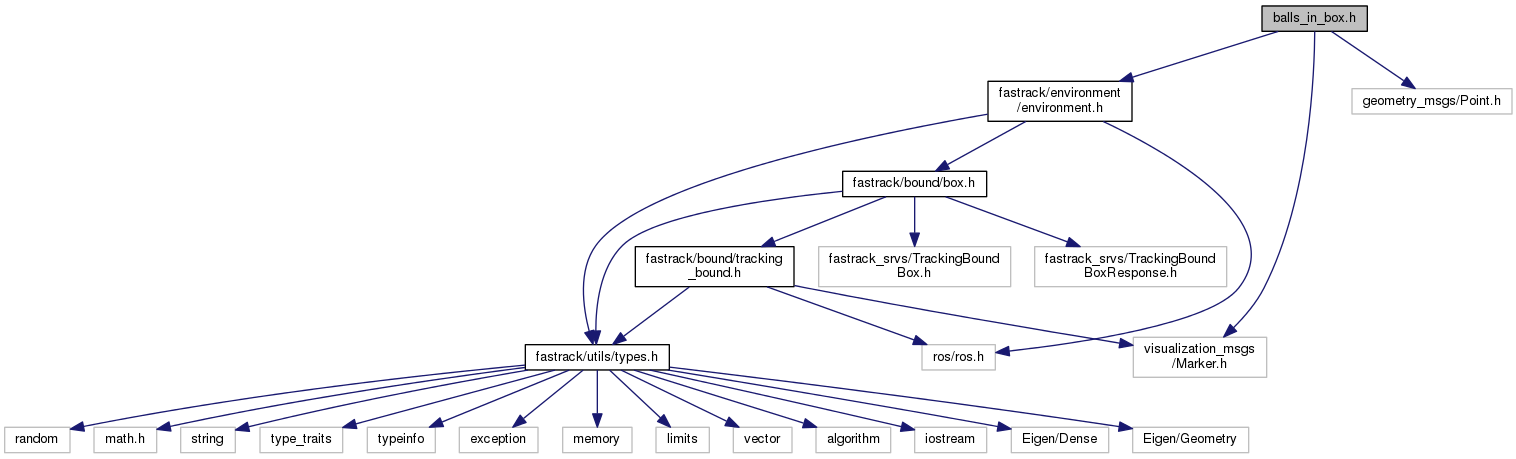 balls_in_box.h
fastrack/environment
/environment.h
geometry_msgs/Point.h
fastrack/bound/box.h
fastrack/bound/tracking
_bound.h
fastrack_srvs/TrackingBound
Box.h
fastrack_srvs/TrackingBound
BoxResponse.h
fastrack/utils/types.h
ros/ros.h
visualization_msgs
/Marker.h
random
math.h
string
type_traits
typeinfo
exception
memory
limits
vector
algorithm
iostream
Eigen/Dense
Eigen/Geometry